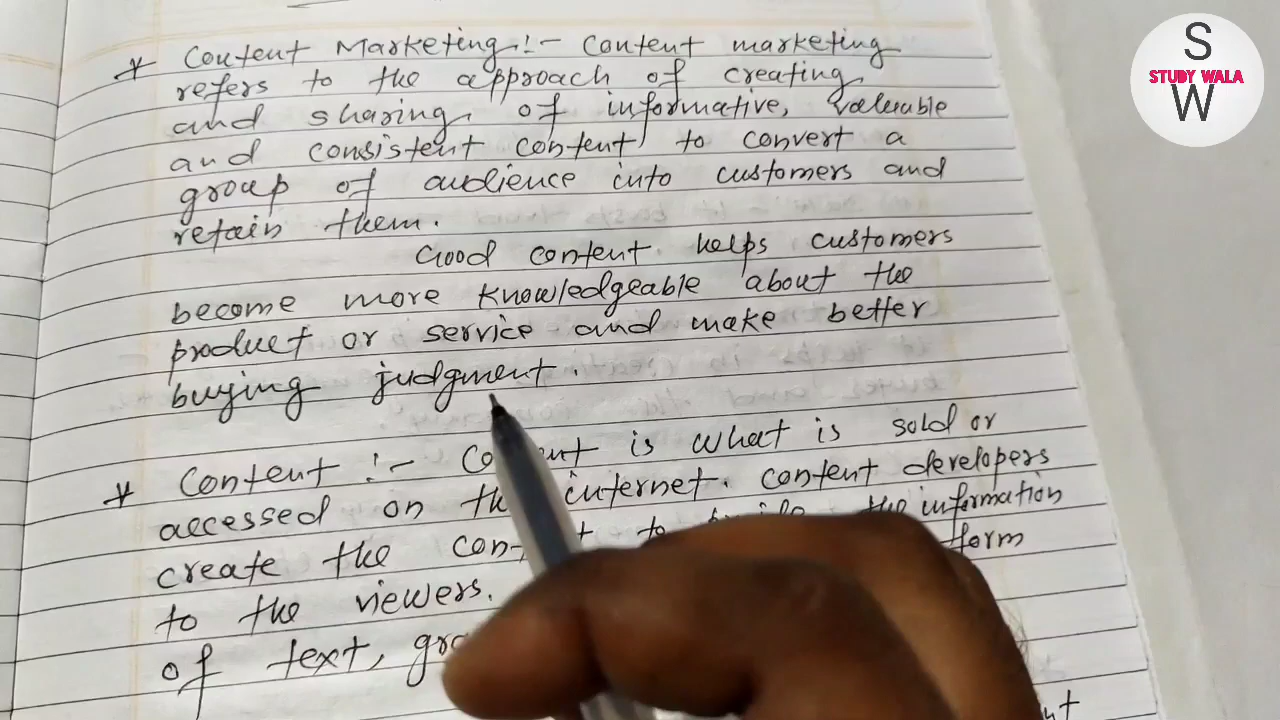 * Content Marketing :- Content marketing
refers to the approach of creating
and sharing of informative, valuable
and consistent content to convert a
group of audience into customers and
retain them.
Good content helps customers
become more knowledgeable about the
product or service and make better
buying judgment.
* Content :- is what is sold or
accessed on internet. content developers
create the to the information
to the viewers. form
of text,
S
STUDY WALA
W